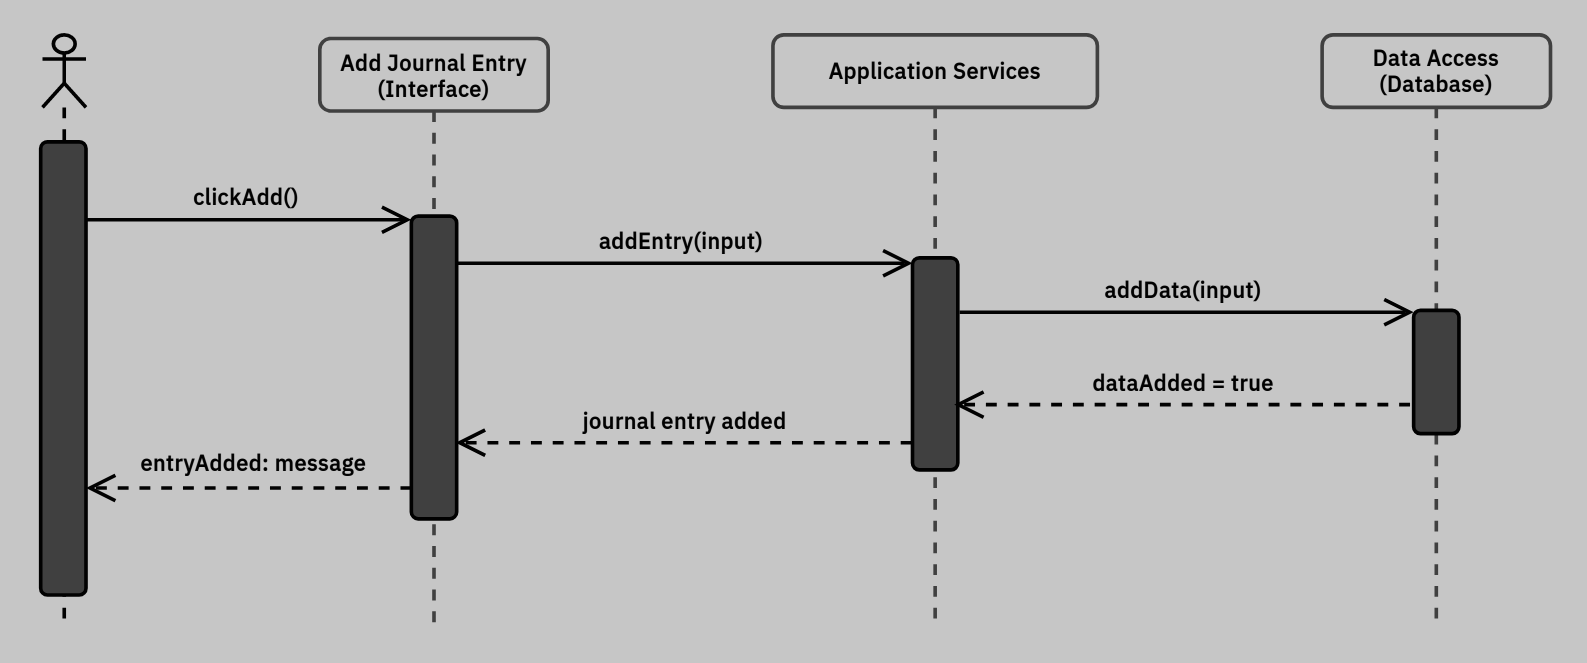 Add Journal Entry
(Interface)
Application Services
Data Access
(Database)
clickAdd()
addEntry(input)
addData(input)
dataAdded = true
journal entry added
entryAdded: message